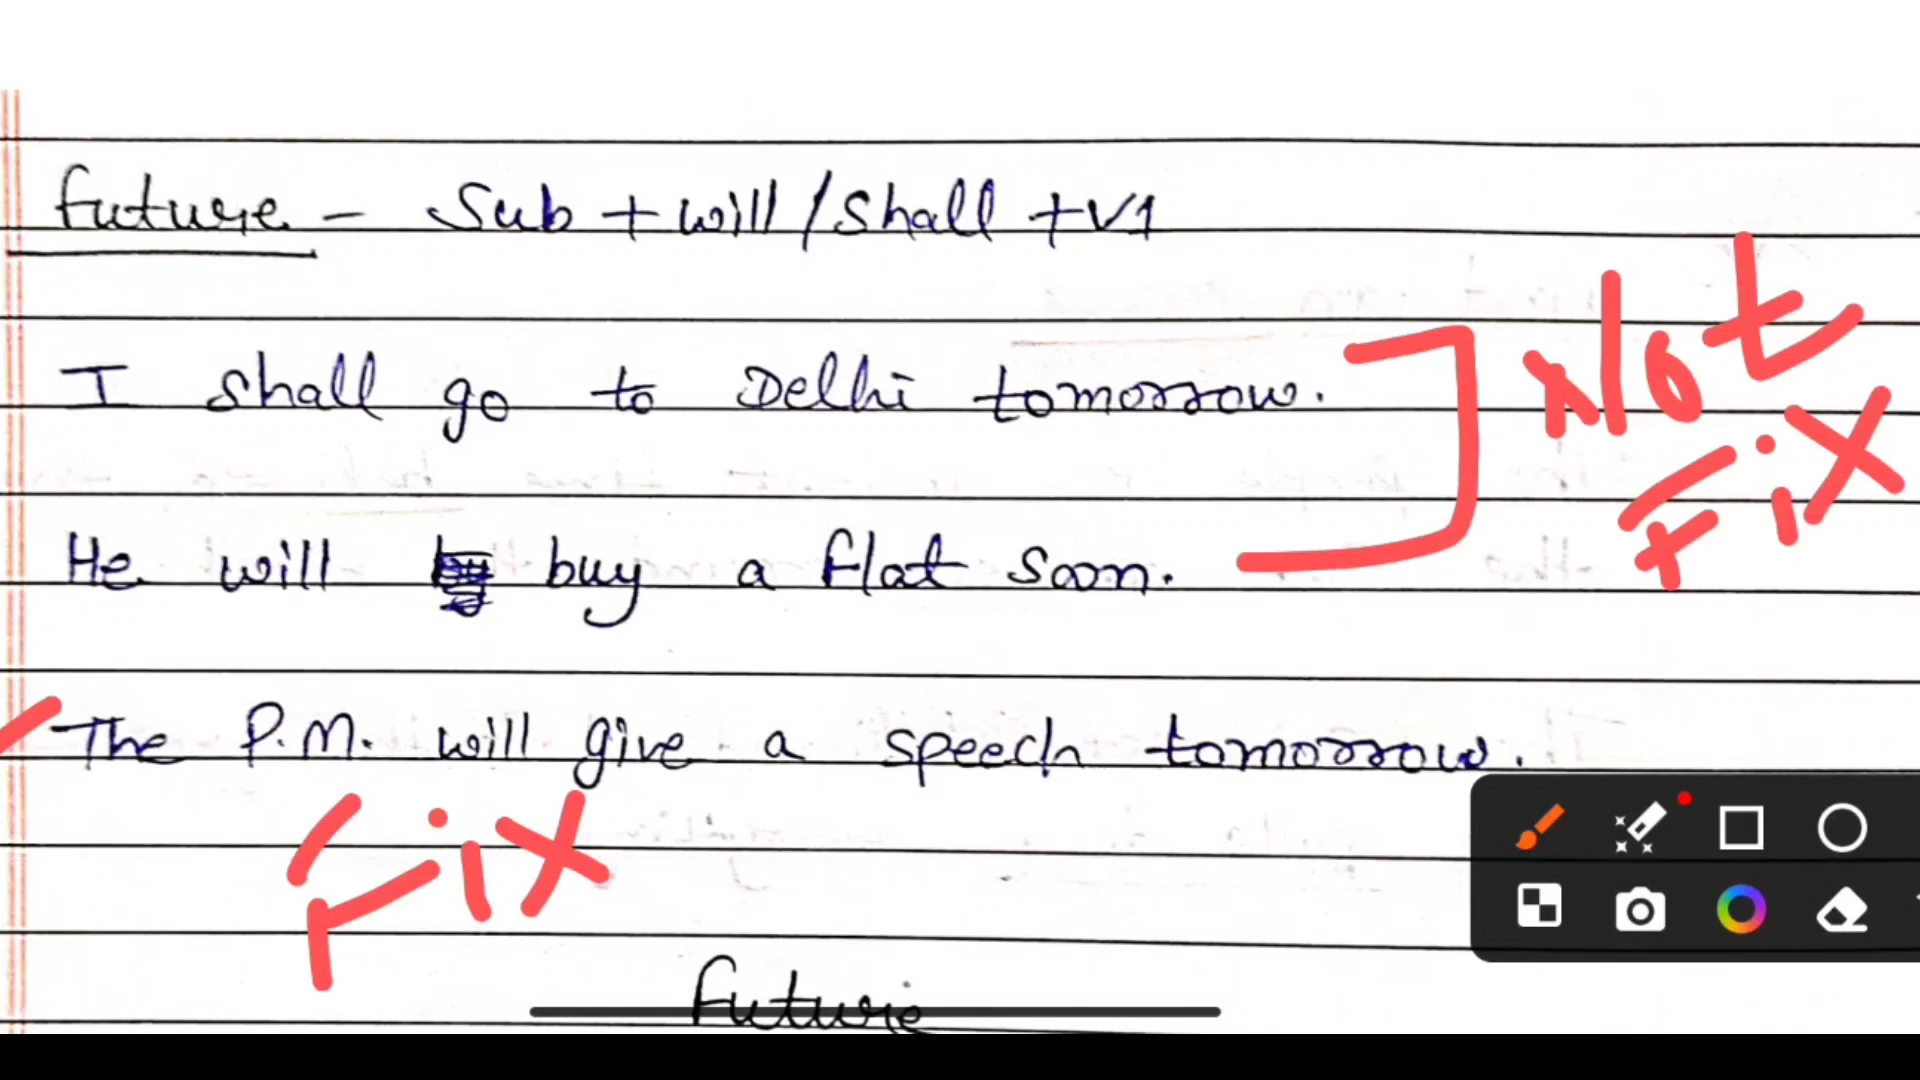 Future - Sub + will / Shall + V1
I shall go to Delhi tomorrow.
Not
Fix
He will buy a flat soon.
The P.M. will give a speech tomorrow.
Fix
Future